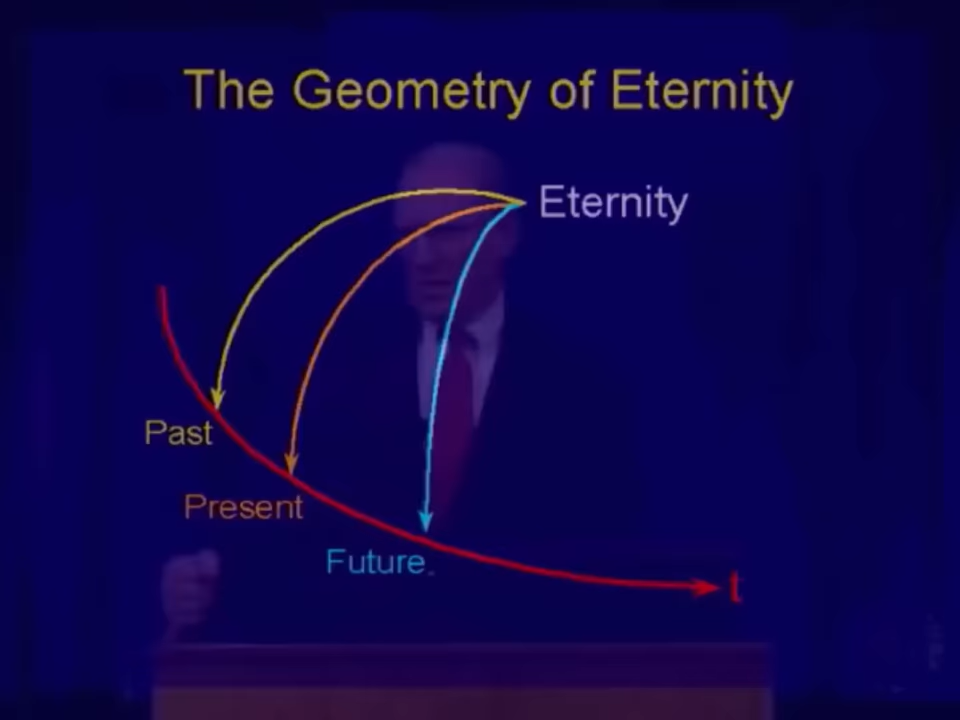 The Geometry of Eternity
Eternity
Past
Present
Future.
t